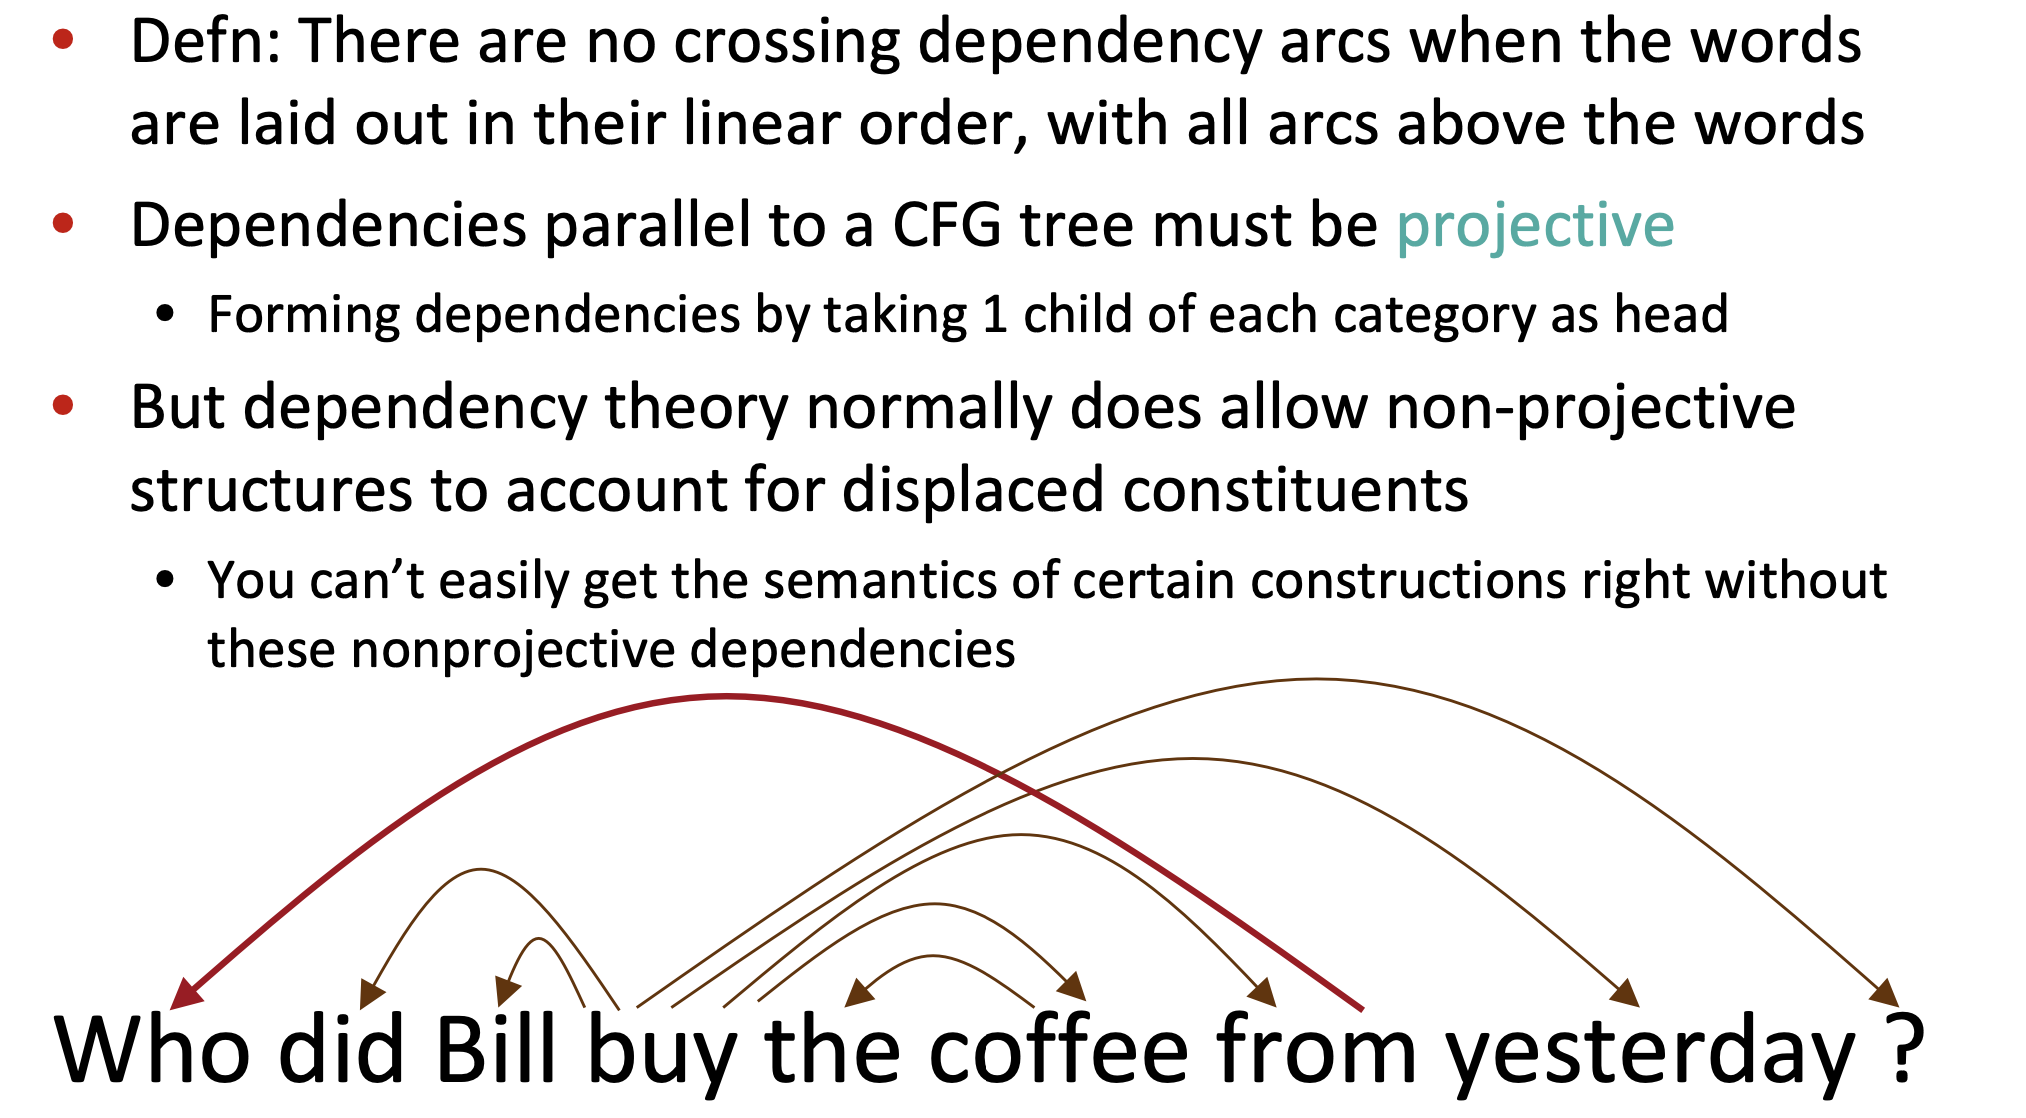 • Defn: There are no crossing dependency arcs when the words
are laid out in their linear order, with all arcs above the words
• Dependencies parallel to a CFG tree must be projective
• Forming dependencies by taking 1 child of each category as head
• But dependency theory normally does allow non-projective
structures to account for displaced constituents
• You can’t easily get the semantics of certain constructions right without
these nonprojective dependencies
Who did Bill buy the coffee from yesterday ?